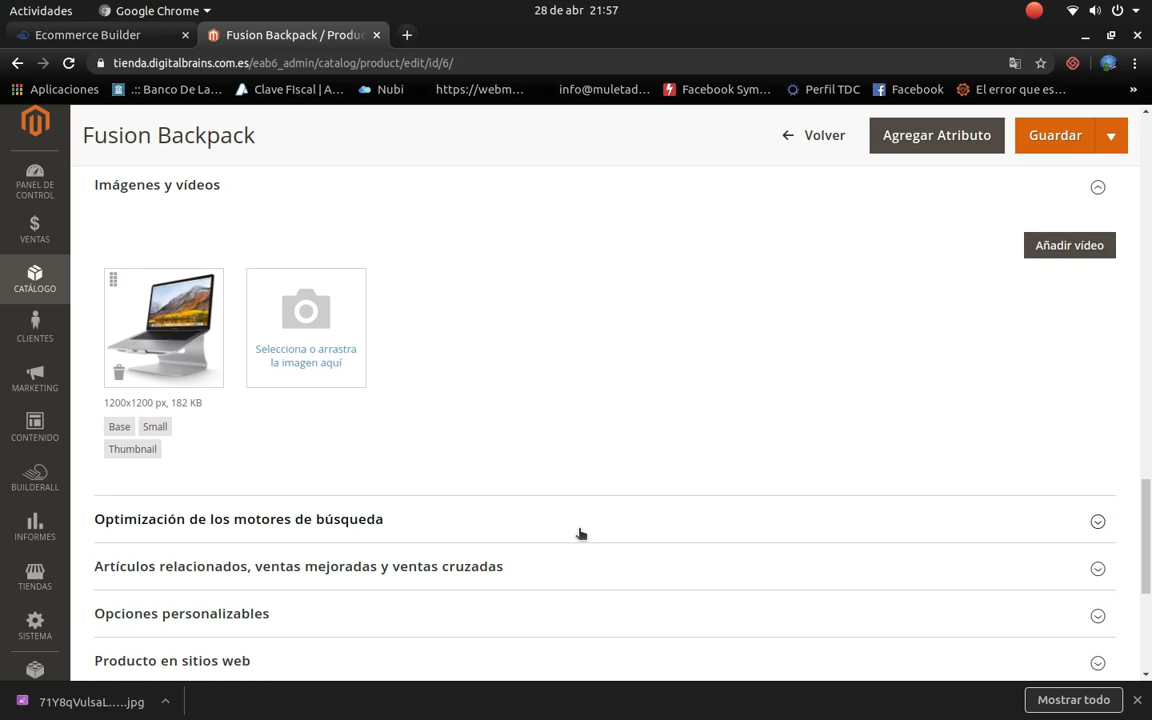 Actividades
Google Chrome
28 de abr 21:57
Ecommerce Builder
Fusion Backpack / Produc
tienda.digitalbrains.com.es/eab6_admin/catalog/product/edit/id/6/
Aplicaciones
.:: Banco De La...
Clave FIscal | A...
Nubi
https://webm...
info@muletad...
Facebook Sym...
Perfil TDC
Facebook
El error que es...
»
Fusion Backpack
Volver
Agregar Atributo
Guardar
PANEL DE
CONTROL
VENTAS
CATÁLOGO
CLIENTES
MARKETING
CONTENIDO
BUILDERALL
INFORMES
TIENDAS
SISTEMA
Imágenes y vídeos
Añadir vídeo
Selecciona o arrastra
la imagen aquí
1200x1200 px, 182 KB
Base
Small
Thumbnail
Optimización de los motores de búsqueda
Artículos relacionados, ventas mejoradas y ventas cruzadas
Opciones personalizables
Producto en sitios web
71Y8qVulsaL.....jpg
Mostrar todo